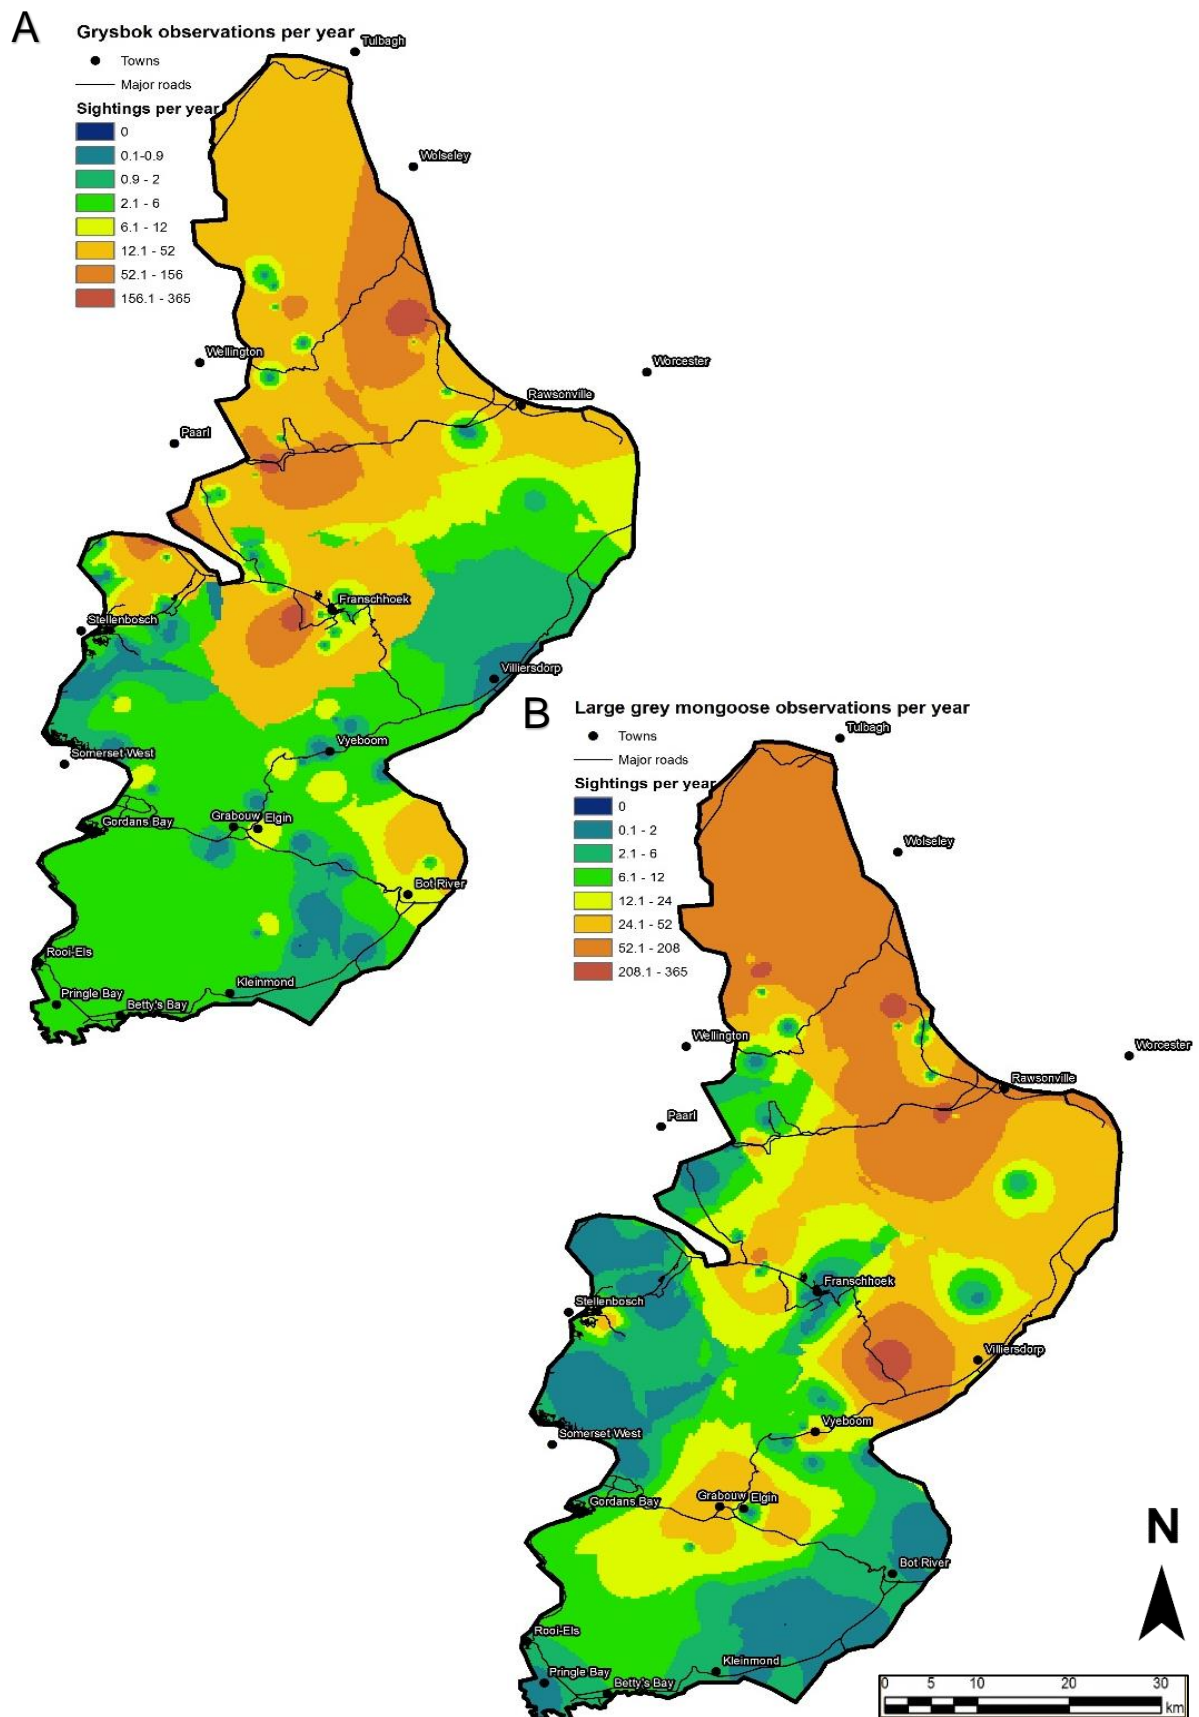 A
Grysbok observations per year
Towns
Major roads
Sightings per year
0
0.1-0.9
0.9 - 2
2.1 - 6
6.1 - 12
12.1 - 52
52.1 - 156
156.1 - 365
Tulbagh
Wolseley
Wellington
Worcester
Rawsonville
Paarl
Franschhoek
Stellenbosch
Villiersdorp
Vyeboom
Somerset West
Grabouw
Elgin
Gordans Bay
Bot River
Rooi-Els
Kleinmond
Pringle Bay
Betty's Bay
B
Large grey mongoose observations per year
Towns
Major roads
Sightings per year
0
0.1 - 2
2.1 - 6
6.1 - 12
12.1 - 24
24.1 - 52
52.1 - 208
208.1 - 365
Tulbagh
Wolseley
Wellington
Worcester
Rawsonville
Paarl
Franschhoek
Stellenbosch
Villiersdorp
Vyeboom
Somerset West
Grabouw
Elgin
Gordans Bay
Bot River
Rooi-Els
Kleinmond
Pringle Bay
Betty's Bay
N
0 5 10 20 30
km